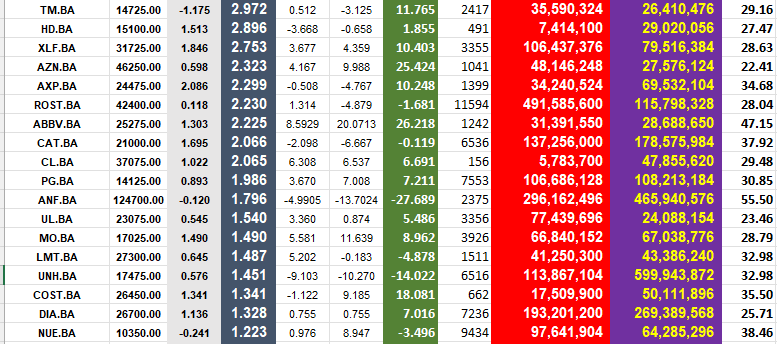 TM.BA 14725.00 -1.175 2.972 0.512 -3.125 11.765 2417 35,590,324 26,410,476 29.16
HD.BA 15100.00 1.513 2.896 -3.668 -0.658 1.855 491 7,414,100 29,020,056 27.47
XLF.BA 31725.00 1.846 2.753 3.677 4.359 10.403 3355 106,437,376 79,516,384 28.63
AZN.BA 46250.00 0.598 2.323 4.167 9.988 25.424 1041 48,146,248 27,576,124 22.41
AXP.BA 24475.00 2.086 2.299 -0.508 -4.767 10.248 1399 34,240,524 69,532,104 34.68
ROST.BA 42400.00 0.118 2.230 1.314 -4.879 -1.681 11594 491,585,600 115,798,328 28.04
ABBV.BA 25275.00 1.303 2.225 8.5929 20.0713 26.218 1242 31,391,550 28,688,650 47.15
CAT.BA 21000.00 1.695 2.066 -2.098 -6.667 -0.119 6536 137,256,000 178,575,984 37.92
CL.BA 37075.00 1.022 2.065 6.308 6.537 6.691 156 5,783,700 47,855,620 29.48
PG.BA 14125.00 0.893 1.986 3.670 7.008 7.211 7553 106,686,128 108,213,184 30.85
ANF.BA 124700.00 -0.120 1.796 -4.9905 -13.7024 -27.689 2375 296,162,496 465,940,576 55.50
UL.BA 23075.00 0.545 1.540 3.360 0.874 5.486 3356 77,439,696 24,088,154 23.46
MO.BA 17025.00 1.490 1.490 5.581 11.639 8.962 3926 66,840,152 67,038,776 28.79
LMT.BA 27300.00 0.645 1.487 5.202 -0.183 -4.878 1511 41,250,300 43,386,240 32.98
UNH.BA 17475.00 0.576 1.451 -9.103 -10.270 -14.022 6516 113,867,104 599,943,872 32.98
COST.BA 26450.00 1.341 1.341 -1.122 9.185 18.081 662 17,509,900 50,111,896 35.50
DIA.BA 26700.00 1.136 1.328 0.755 0.755 7.016 7236 193,201,200 269,389,568 25.71
NUE.BA 10350.00 -0.241 1.223 0.976 8.947 -3.496 9434 97,641,904 64,285,296 38.46